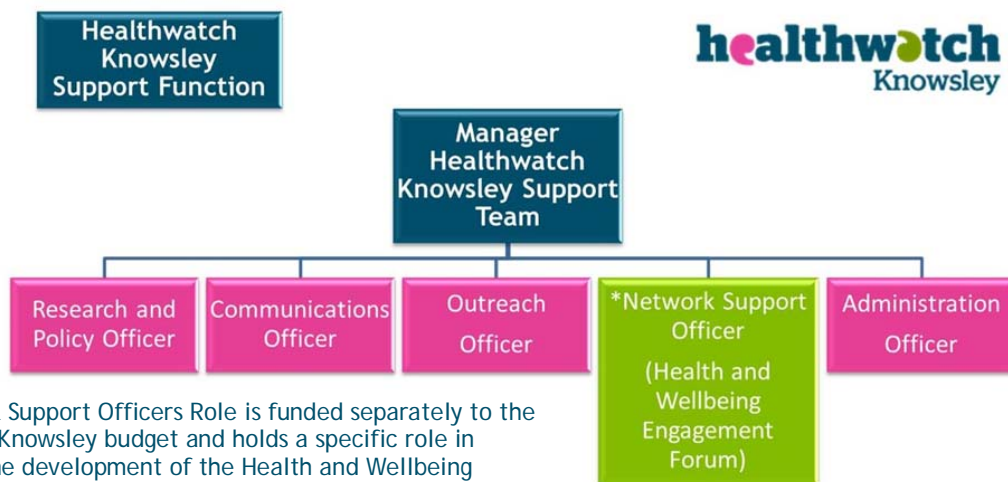 Healthwatch
Knowsley
Support Function
healthwatch
Knowsley
Manager
Healthwatch
Knowsley Support
Team
Research and
Policy Officer
Communications
Officer
Outreach
Officer
*Network Support
Officer
(Health and
Wellbeing
Engagement
Forum)
Administration
Officer
Support Officers Role is funded separately to the
Knowsley budget and holds a specific role in
development of the Health and Wellbeing